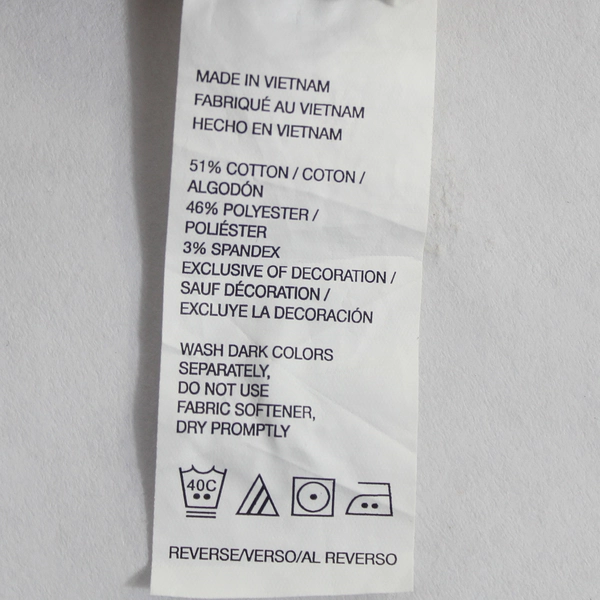 MADE IN VIETNAM
FABRIQUÉ AU VIETNAM
HECHO EN VIETNAM
51% COTTON / COTON /
ALGODÓN
46% POLYESTER /
POLIÉSTER
3% SPANDEX
EXCLUSIVE OF DECORATION /
SAUF DÉCORATION /
EXCLUYE LA DECORACIÓN
WASH DARK COLORS
SEPARATELY,
DO NOT USE
FABRIC SOFTENER,
DRY PROMPTLY
40C
REVERSE/VERSO/AL REVERSO